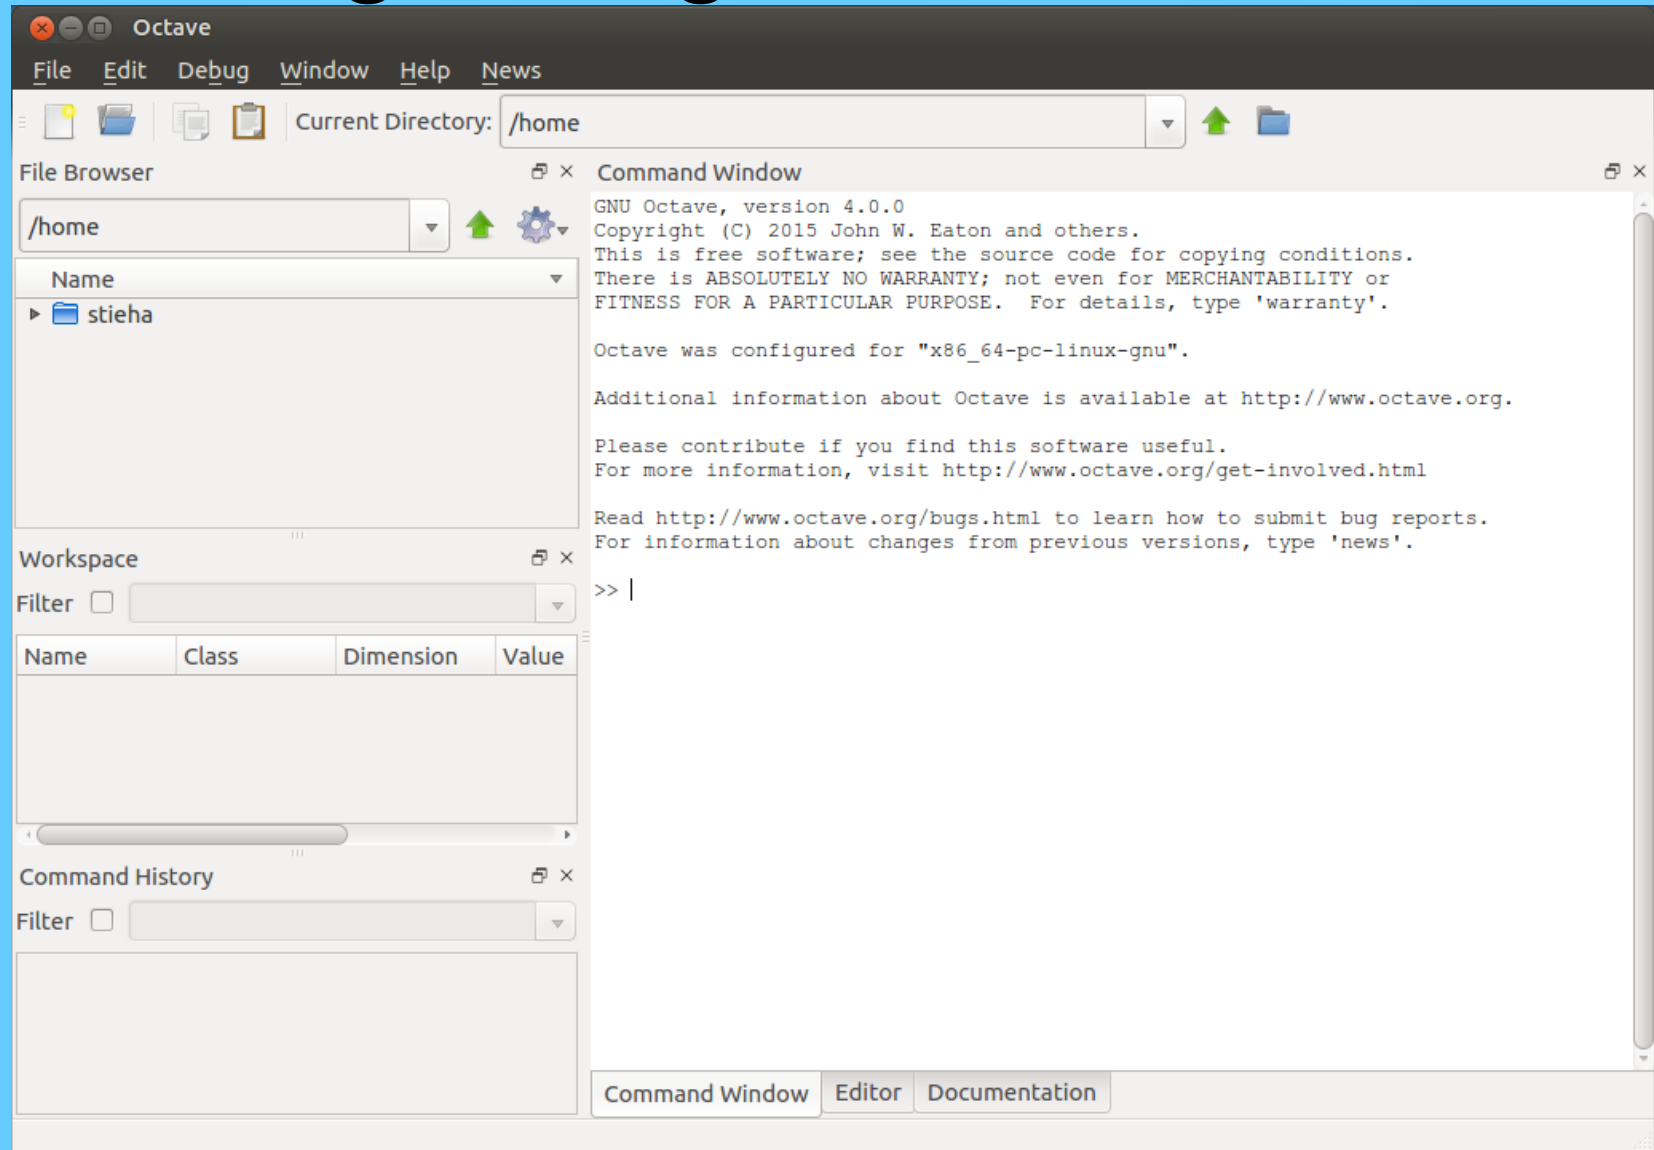 Octave
File Edit Debug Window Help News
Current Directory: /home
File Browser
/home
Name
stieha
Workspace
Filter
Name Class Dimension Value
Command History
Filter
Command Window
GNU Octave, version 4.0.0
Copyright (C) 2015 John W. Eaton and others.
This is free software; see the source code for copying conditions.
There is ABSOLUTELY NO WARRANTY; not even for MERCHANTABILITY or
FITNESS FOR A PARTICULAR PURPOSE.  For details, type 'warranty'.
Octave was configured for "x86_64-pc-linux-gnu".
Additional information about Octave is available at http://www.octave.org.
Please contribute if you find this software useful.
For more information, visit http://www.octave.org/get-involved.html
Read http://www.octave.org/bugs.html to learn how to submit bug reports.
For information about changes from previous versions, type 'news'.
>>
Command Window Editor Documentation